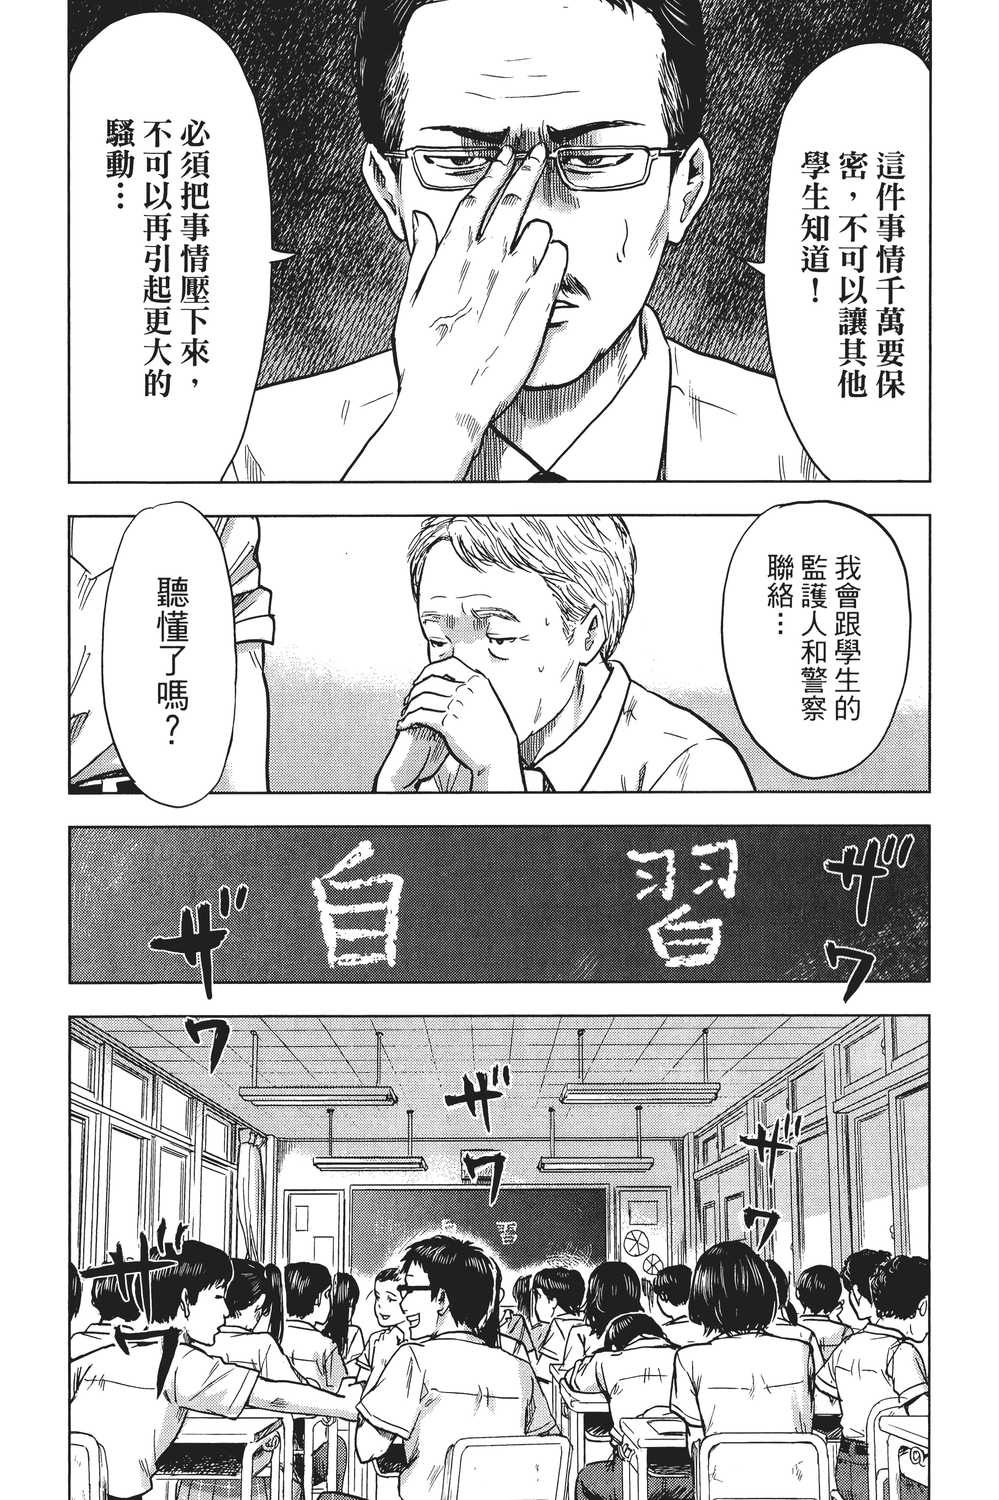 這件事情千萬要保
密，不可以讓其他
學生知道！
必須把事情壓下來，
不可以再引起更大的
騷動…
我會跟學生的
監護人和警察
聯絡…
聽懂了嗎？
自習
ザワ
ザワ
ザワ
ザワ
ザワ
習